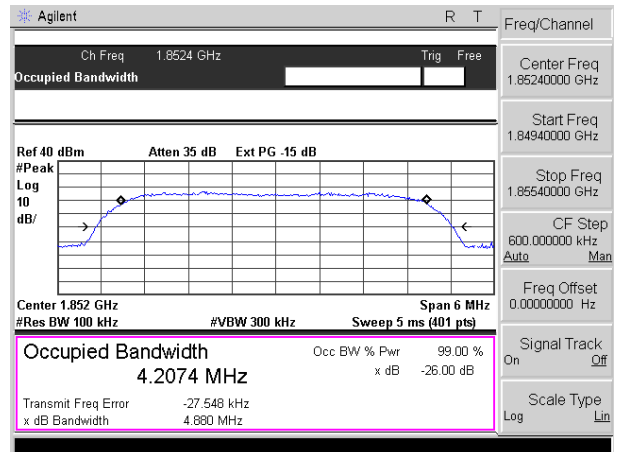 Agilent R T
Freq/Channel
Ch Freq 1.8524 GHz Trig Free
Occupied Bandwidth
Center Freq
1.85240000 GHz
Start Freq
1.84940000 GHz
Stop Freq
1.85540000 GHz
CF Step
600.000000 kHz
Auto Man
Freq Offset
0.00000000 Hz
Signal Track
On Off
Scale Type
Log Lin
Ref 40 dBm Atten 35 dB Ext PG -15 dB
#Peak
Log
10
dB/
Center 1.852 GHz Span 6 MHz
#Res BW 100 kHz #VBW 300 kHz Sweep 5 ms (401 pts)
Occupied Bandwidth Occ BW % Pwr 99.00 %
4.2074 MHz x dB -26.00 dB
Transmit Freq Error -27.548 kHz
x dB Bandwidth 4.880 MHz